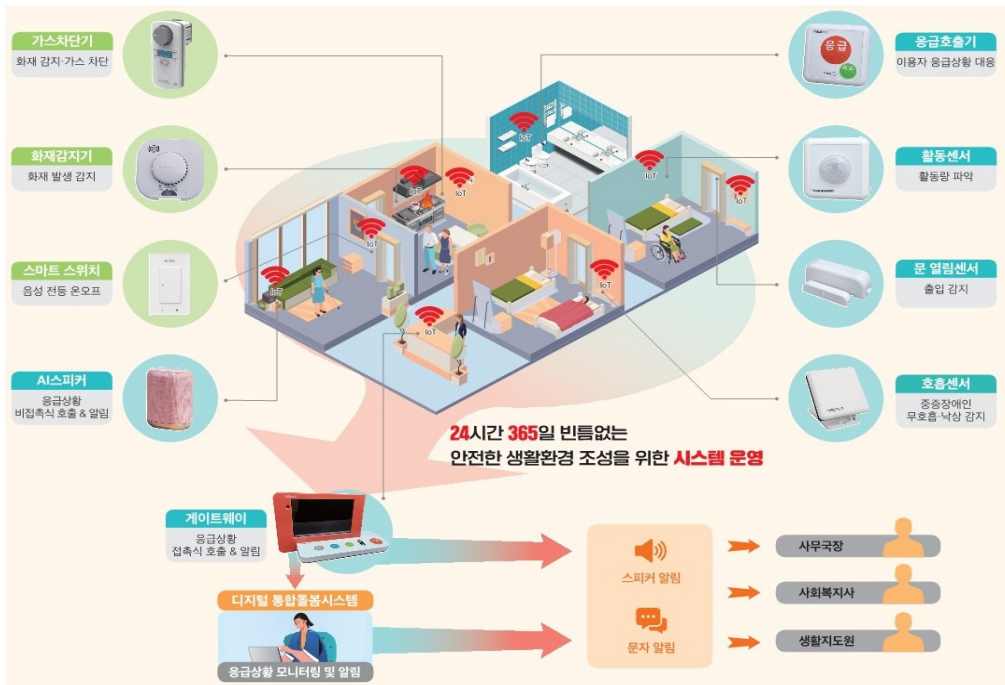 가스차단기
화재 감지·가스 차단
화재감지기
화재 발생 감지
스마트 스위치
음성 전등 온오프
AI스피커
응급상황
비접촉식 호출 & 알림
응급호출기
이용자 응급상황 대응
응급
활동센서
활동량 파악
문 열림센서
출입 감지
호흡센서
중증장애인
무호흡·낙상 감지
IoT
IoT
IoT
IoT
IoT
IoT
IoT
IoT
IoT
24시간 365일 빈틈없는
안전한 생활환경 조성을 위한 시스템 운영
게이트웨이
응급상황
접촉식 호출 & 알림
디지털 통합돌봄시스템
응급상황 모니터링 및 알림
스피커 알림
문자 알림
사무국장
사회복지사
생활지도원